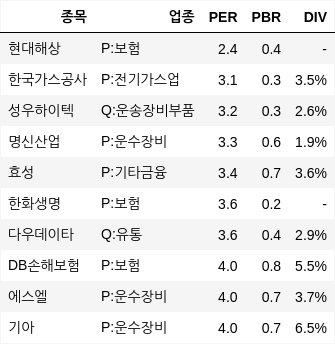 종목 업종 PER PBR DIV
현대해상 P:보험 2.4 0.4 -
한국가스공사 P:전기가스업 3.1 0.3 3.5%
성우하이텍 Q:운송장비부품 3.2 0.3 2.6%
명신산업 P:운수장비 3.3 0.6 1.9%
효성 P:기타금융 3.4 0.7 3.6%
한화생명 P:보험 3.6 0.2 -
다우데이타 Q:유통 3.6 0.4 2.9%
DB손해보험 P:보험 4.0 0.8 5.5%
에스엘 P:운수장비 4.0 0.7 3.7%
기아 P:운수장비 4.0 0.7 6.5%